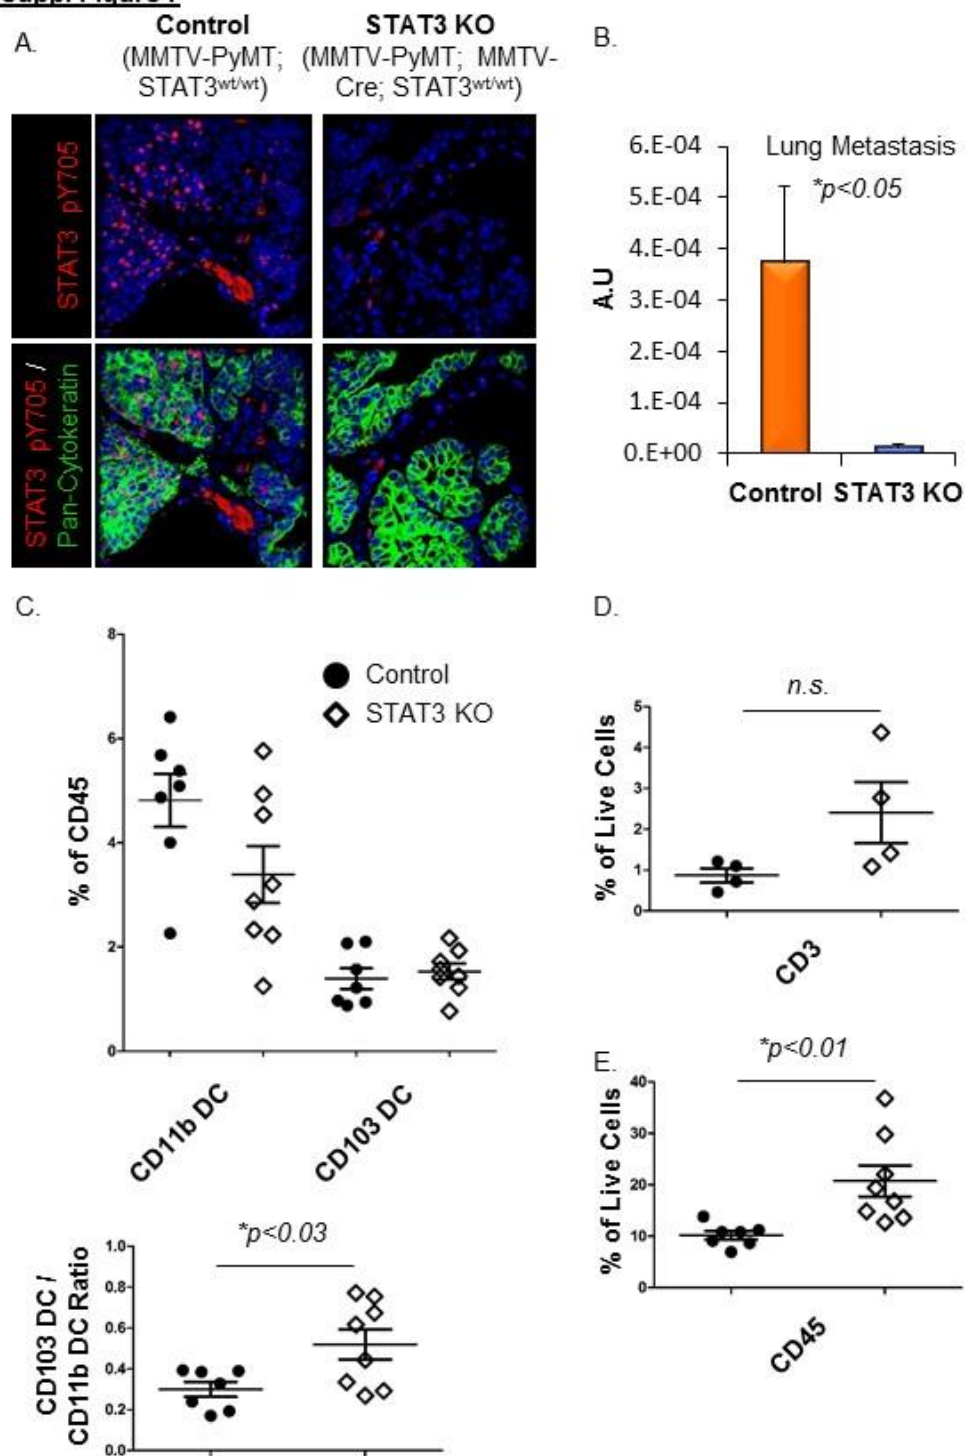 A.
Control
(MMTV-PyMT;
STAT3wt/wt)
STAT3 KO
(MMTV-PyMT; MMTV-
Cre; STAT3wt/wt)
STAT3 pY705
STAT3 pY705 /
Pan-Cytokeratin
B.
Lung Metastasis
*p<0.05
A.U
6.E-04
5.E-04
4.E-04
3.E-04
2.E-04
1.E-04
0.E+00
Control STAT3 KO
C.
% of CD45
8
6
4
2
0
Control
STAT3 KO
CD11b DC
CD103 DC
*p<0.03
CD103 DC /
CD11b DC Ratio
1.0
0.8
0.6
0.4
0.2
0.0
D.
n.s.
% of Live Cells
5
4
3
2
1
0
CD3
E.
*p<0.01
% of Live Cells
40
30
20
10
0
CD45